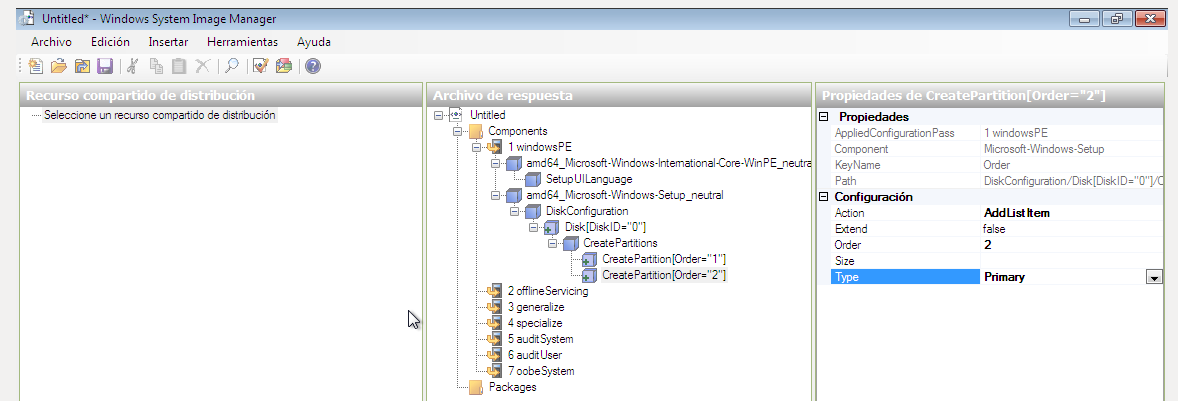 Untitled* - Windows System Image Manager
Archivo Edición Insertar Herramientas Ayuda
Recurso compartido de distribución
Seleccione un recurso compartido de distribución
Archivo de respuesta
Untitled
Components
1 windowsPE
amd64_Microsoft-Windows-International-Core-WinPE_neutra
SetupUILanguage
amd64_Microsoft-Windows-Setup_neutral
DiskConfiguration
Disk[DiskID="0"]
CreatePartitions
CreatePartition[Order="1"]
CreatePartition[Order="2"]
2 offlineServicing
3 generalize
4 specialize
5 auditSystem
6 auditUser
7 oobeSystem
Packages
Propiedades de CreatePartition[Order="2"]
Propiedades
AppliedConfigurationPass 1 windowsPE
Component Microsoft-Windows-Setup
KeyName Order
Path DiskConfiguration/Disk[DiskID="0"]/C
Configuración
Action AddListItem
Extend false
Order 2
Size
Type Primary